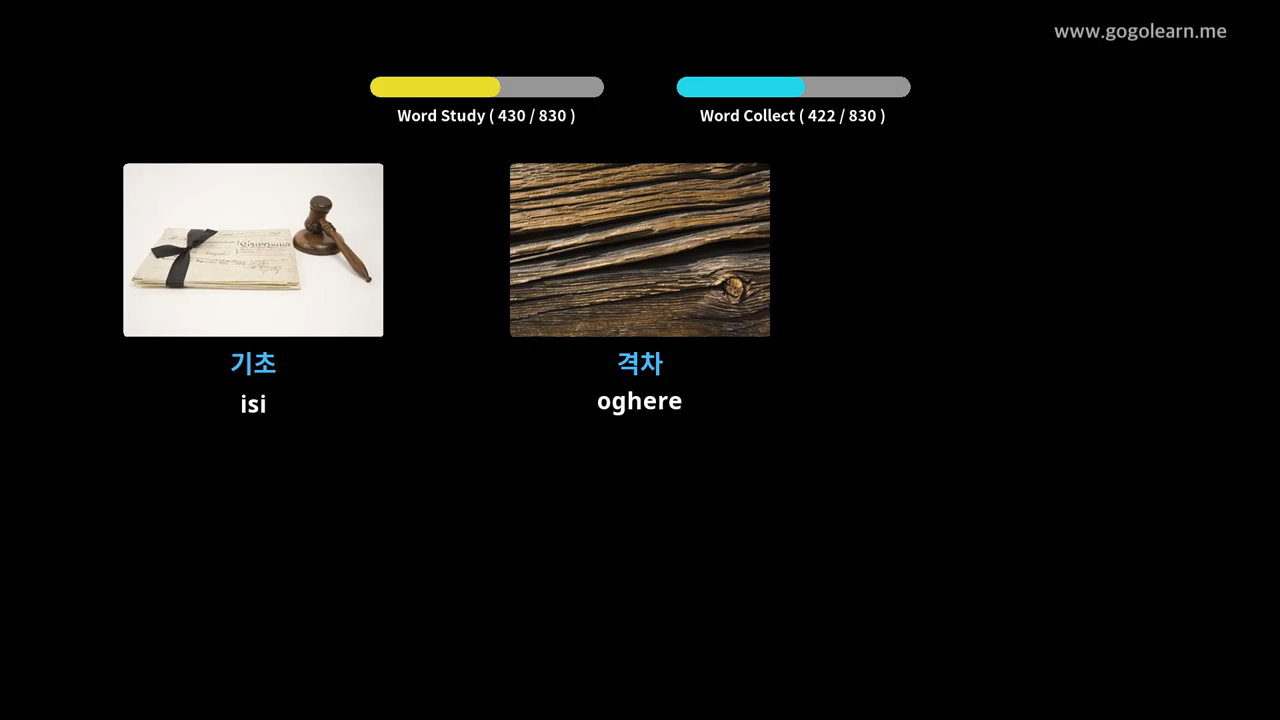 www.gogolearn.me
Word Study ( 430 / 830 )
Word Collect ( 422 / 830 )
기초
isi
격차
oghere